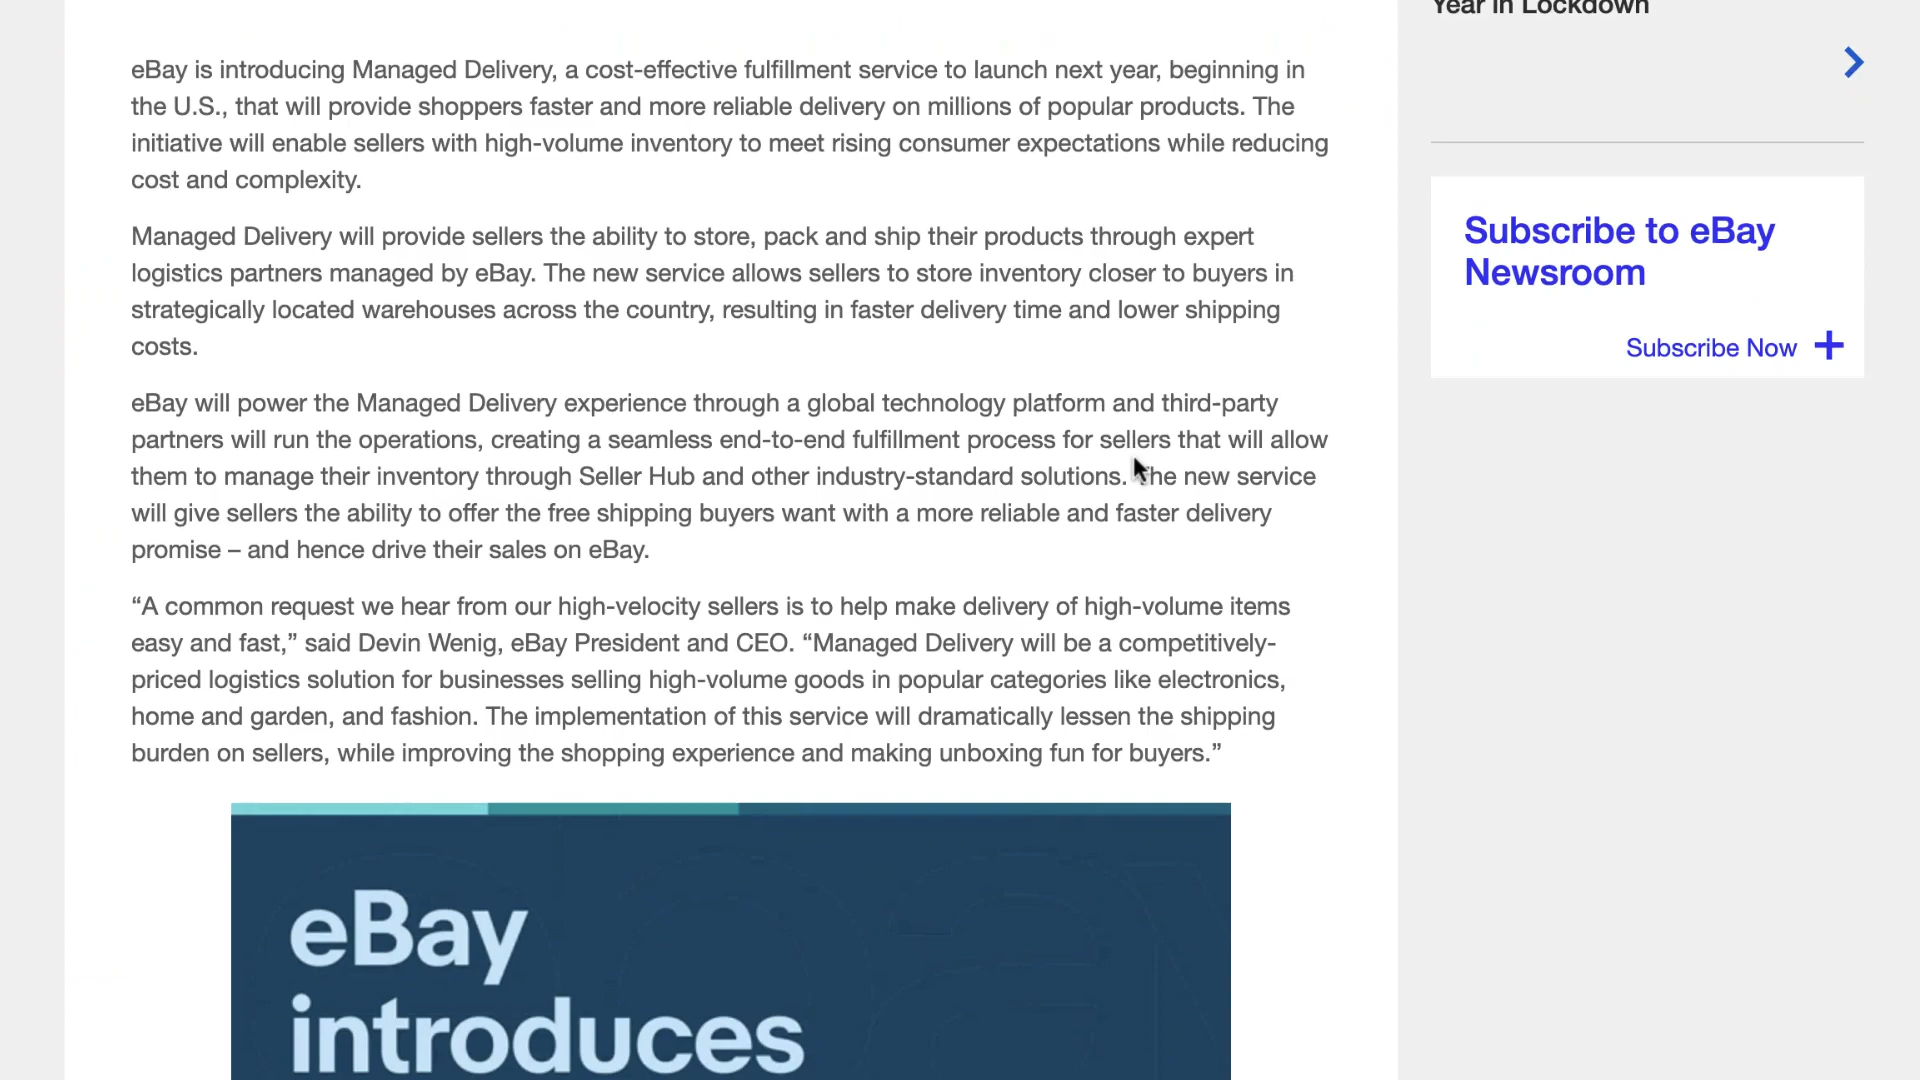 Year in Lockdown
eBay is introducing Managed Delivery, a cost-effective fulfillment service to launch next year, beginning in
the U.S., that will provide shoppers faster and more reliable delivery on millions of popular products. The
initiative will enable sellers with high-volume inventory to meet rising consumer expectations while reducing
cost and complexity.
Managed Delivery will provide sellers the ability to store, pack and ship their products through expert
logistics partners managed by eBay. The new service allows sellers to store inventory closer to buyers in
strategically located warehouses across the country, resulting in faster delivery time and lower shipping
costs.
eBay will power the Managed Delivery experience through a global technology platform and third-party
partners will run the operations, creating a seamless end-to-end fulfillment process for sellers that will allow
them to manage their inventory through Seller Hub and other industry-standard solutions. The new service
will give sellers the ability to offer the free shipping buyers want with a more reliable and faster delivery
promise – and hence drive their sales on eBay.
“A common request we hear from our high-velocity sellers is to help make delivery of high-volume items
easy and fast,” said Devin Wenig, eBay President and CEO. “Managed Delivery will be a competitively-
priced logistics solution for businesses selling high-volume goods in popular categories like electronics,
home and garden, and fashion. The implementation of this service will dramatically lessen the shipping
burden on sellers, while improving the shopping experience and making unboxing fun for buyers.”
eBay
introduces
Subscribe to eBay
Newsroom
Subscribe Now +